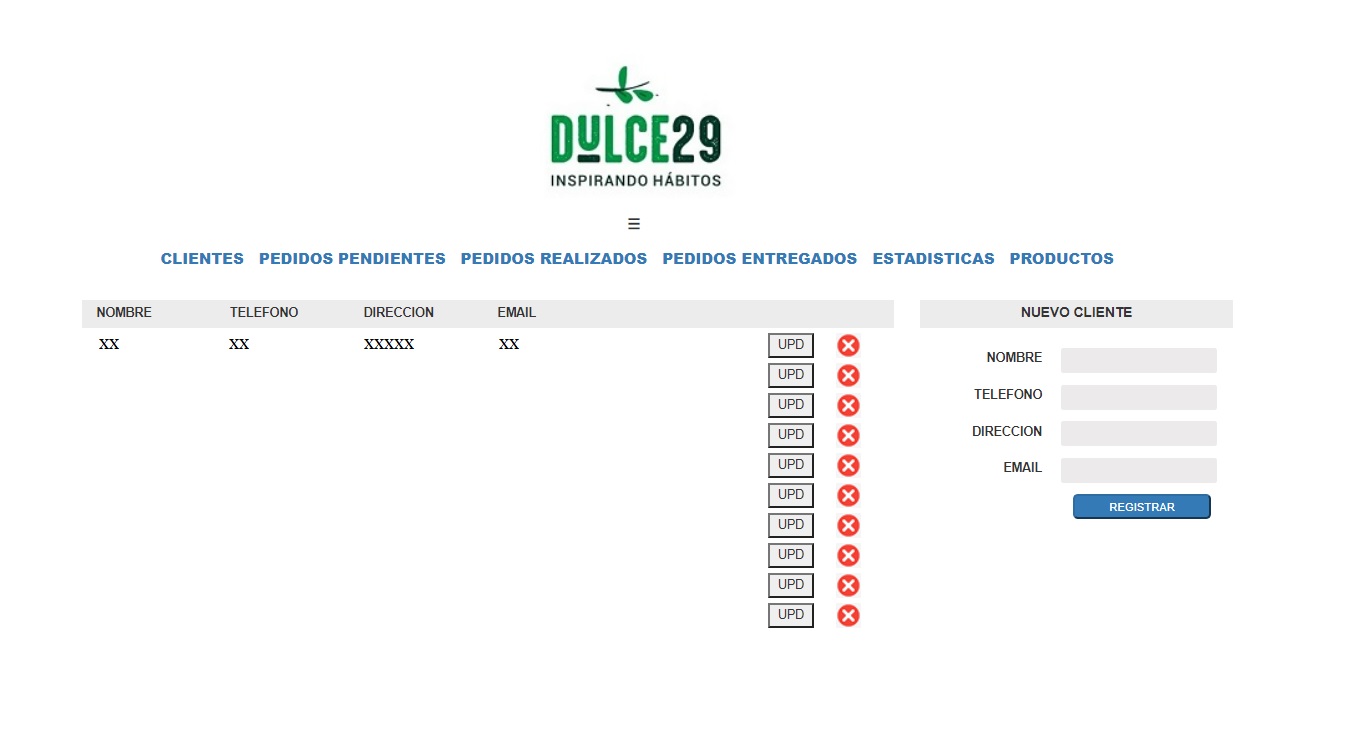 DULCE29
INSPIRANDO HÁBITOS
☰
CLIENTES PEDIDOS PENDIENTES PEDIDOS REALIZADOS PEDIDOS ENTREGADOS ESTADISTICAS PRODUCTOS
NOMBRE TELEFONO DIRECCION EMAIL
XX XX XXXXX XX UPD
UPD
UPD
UPD
UPD
UPD
UPD
UPD
UPD
UPD
NUEVO CLIENTE
NOMBRE
TELEFONO
DIRECCION
EMAIL
REGISTRAR